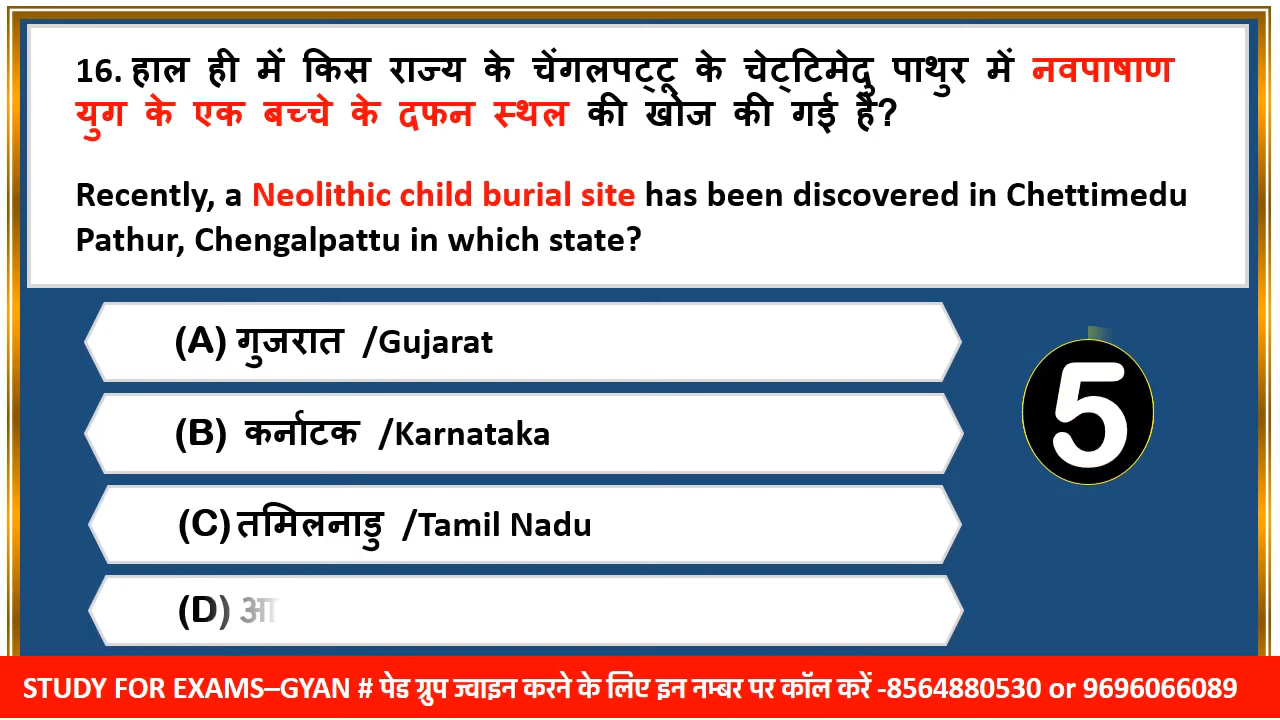 16. हाल ही में किस राज्य के चेंगलपट्टू के चेट्टिमेदु पाथुर में नवपाषाण
युग के एक बच्चे के दफन स्थल की खोज की गई है?
Recently, a Neolithic child burial site has been discovered in Chettimedu
Pathur, Chengalpattu in which state?
(A) गुजरात /Gujarat
(B) कर्नाटक /Karnataka
(C) तमिलनाडु /Tamil Nadu
(D)
5
STUDY FOR EXAMS–GYAN # पेड ग्रुप ज्वाइन करने के लिए इन नम्बर पर कॉल करें -8564880530 or 9696066089